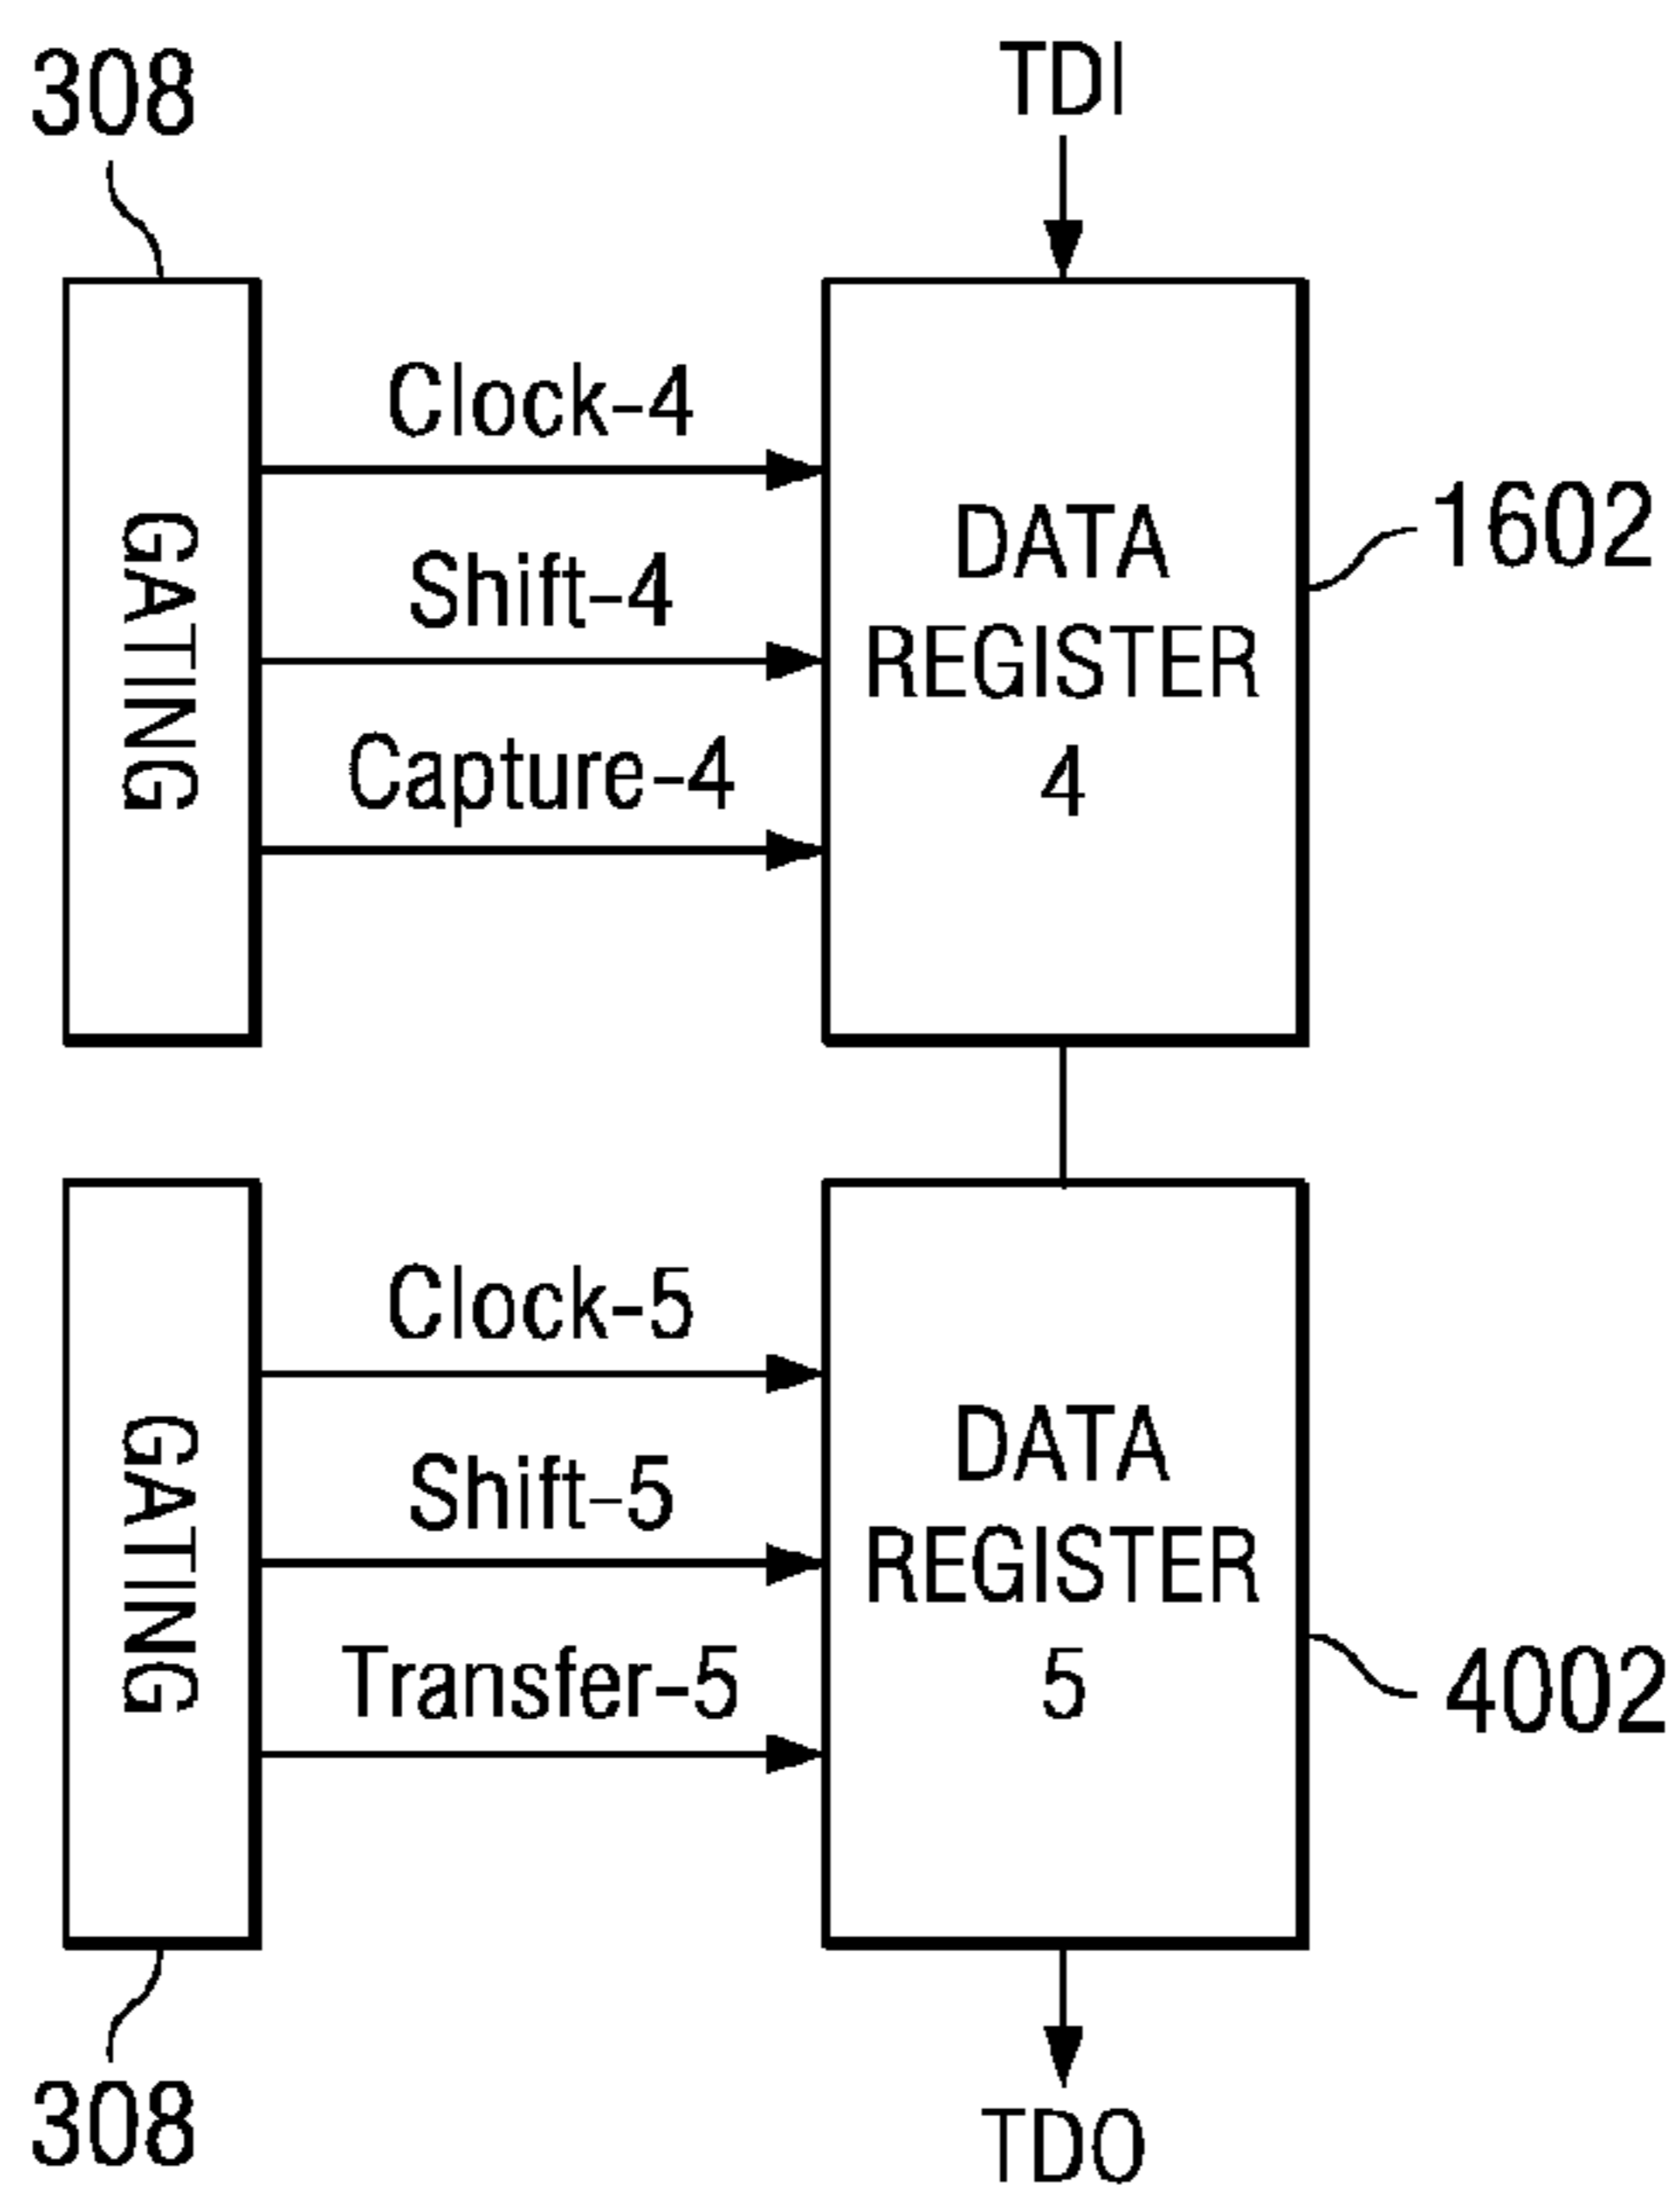 308
TDI
GATING
Clock-4
Shift-4
Capture-4
DATA
REGISTER
4
1602
GATING
Clock-5
Shift-5
Transfer-5
DATA
REGISTER
5
4002
308
TDO